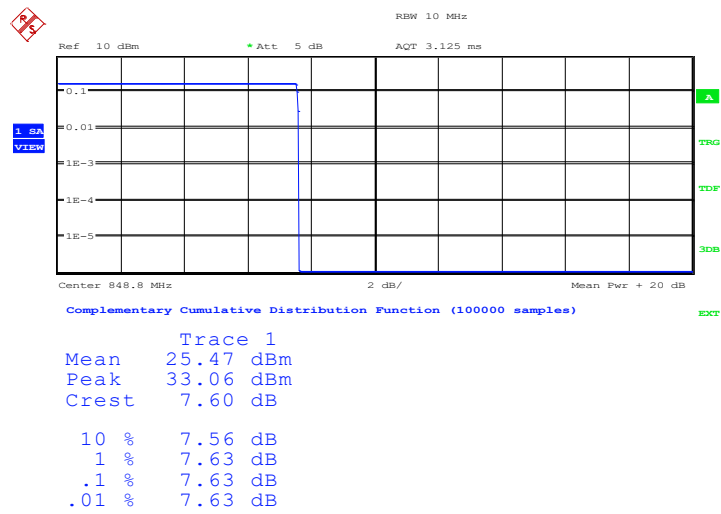 R S
RBW 10 MHz
Ref 10 dBm * Att 5 dB AQT 3.125 ms
0.1
A
0.01
1 SA
VIEW
TRG
1E-3
1E-4
TDF
1E-5
3DB
Center 848.8 MHz 2 dB/ Mean Pwr + 20 dB
Complementary Cumulative Distribution Function (100000 samples)
EXT
Trace 1
Mean 25.47 dBm
Peak 33.06 dBm
Crest 7.60 dB
10 % 7.56 dB
1 % 7.63 dB
.1 % 7.63 dB
.01 % 7.63 dB